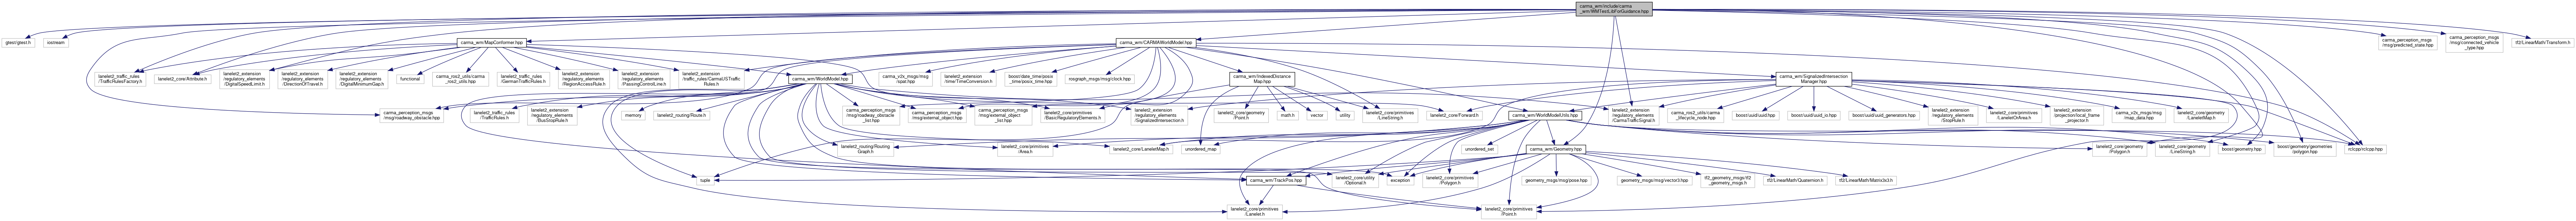 carma_wm/include/carma
_wm/WMTestLibForGuidance.hpp
gtest/gtest.h
iostream
carma_wm/MapConformer.hpp
carma_wm/CARMAWorldModel.hpp
carma_perception_msgs
/msg/predicted_state.hpp
carma_perception_msgs
/msg/connected_vehicle
_type.hpp
tf2/LinearMath/Transform.h
lanelet2_traffic_rules
/TrafficRulesFactory.h
lanelet2_core/Attribute.h
lanelet2_extension
/regulatory_elements
/DigitalSpeedLimit.h
lanelet2_extension
/regulatory_elements
/DirectionOfTravel.h
lanelet2_extension
/regulatory_elements
/DigitalMinimumGap.h
functional
carma_ros2_utils/carma
_ros2_utils.hpp
lanelet2_traffic_rules
/GermanTrafficRules.h
lanelet2_extension
/regulatory_elements
/RegionAccessRule.h
lanelet2_extension
/regulatory_elements
/PassingControlLine.h
lanelet2_extension
/traffic_rules/CarmaUSTraffic
Rules.h
carma_wm/WorldModel.hpp
carma_v2x_msgs/msg
/spat.hpp
lanelet2_extension
/time/TimeConversion.h
boost/date_time/posix
_time/posix_time.hpp
rosgraph_msgs/msg/clock.hpp
carma_wm/IndexedDistance
Map.hpp
carma_wm/SignalizedIntersection
Manager.hpp
carma_perception_msgs
/msg/roadway_obstacle.hpp
lanelet2_traffic_rules
/TrafficRules.h
lanelet2_extension
/regulatory_elements
/BusStopRule.h
memory
lanelet2_routing/Route.h
carma_perception_msgs
/msg/roadway_obstacle
_list.hpp
carma_perception_msgs
/msg/external_object.hpp
carma_perception_msgs
/msg/external_object
_list.hpp
lanelet2_core/primitives
/BasicRegulatoryElements.h
lanelet2_extension
/regulatory_elements
/SignalizedIntersection.h
lanelet2_core/geometry
/Point.h
math.h
vector
utility
lanelet2_core/primitives
/LineString.h
lanelet2_core/Forward.h
carma_wm/WorldModelUtils.hpp
lanelet2_extension
/regulatory_elements
/CarmaTrafficSignal.h
carma_ros2_utils/carma
_lifecycle_node.hpp
boost/uuid/uuid.hpp
boost/uuid/uuid_io.hpp
boost/uuid/uuid_generators.hpp
lanelet2_extension
/regulatory_elements
/StopRule.h
lanelet2_core/primitives
/LaneletOrArea.h
lanelet2_extension
/projection/local_frame
_projector.h
carma_v2x_msgs/msg
/map_data.hpp
lanelet2_core/geometry
/LaneletMap.h
lanelet2_routing/Routing
Graph.h
lanelet2_core/primitives
/Area.h
lanelet2_core/LaneletMap.h
unordered_map
unordered_set
carma_wm/Geometry.hpp
lanelet2_core/geometry
/Polygon.h
lanelet2_core/geometry
/LineString.h
boost/geometry.hpp
boost/geometry/geometries
/polygon.hpp
rclcpp/rclcpp.hpp
tuple
carma_wm/TrackPos.hpp
lanelet2_core/utility
/Optional.h
exception
lanelet2_core/primitives
/Polygon.h
geometry_msgs/msg/pose.hpp
geometry_msgs/msg/vector3.hpp
tf2_geometry_msgs/tf2
_geometry_msgs.h
tf2/LinearMath/Quaternion.h
tf2/LinearMath/Matrix3x3.h
lanelet2_core/primitives
/Lanelet.h
lanelet2_core/primitives
/Point.h